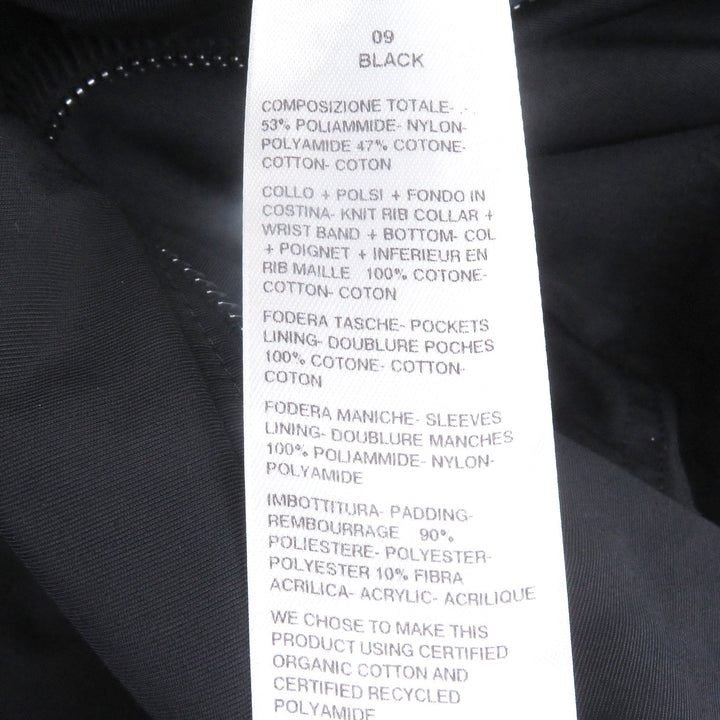 09
BLACK
COMPOSIZIONE TOTALE- .-
53% POLIAMMIDE- NYLON-
POLYAMIDE 47% COTONE-
COTTON- COTON
COLLO + POLSI + FONDO IN
COSTINA- KNIT RIB COLLAR +
WRIST BAND + BOTTOM- COL
+ POIGNET + INFERIEUR EN
RIB MAILLE 100% COTONE-
COTTON- COTON
FODERA TASCHE- POCKETS
LINING- DOUBLURE POCHES
100% COTONE- COTTON-
COTON
FODERA MANICHE- SLEEVES
LINING- DOUBLURE MANCHES
100% POLIAMMIDE- NYLON-
POLYAMIDE
IMBOTTITURA- PADDING-
REMBOURRAGE 90%
POLIESTERE- POLYESTER-
POLYESTER 10% FIBRA
ACRILICA- ACRYLIC- ACRILIQUE
WE CHOSE TO MAKE THIS
PRODUCT USING CERTIFIED
ORGANIC COTTON AND
CERTIFIED RECYCLED
POLYAMIDE